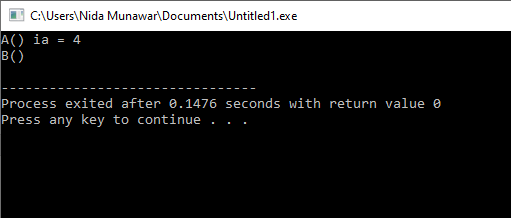 C:\Users\Nida Munawar\Documents\Untitled1.exe
A() ia = 4
B()
--------------------------------
Process exited after 0.1476 seconds with return value 0
Press any key to continue . . .